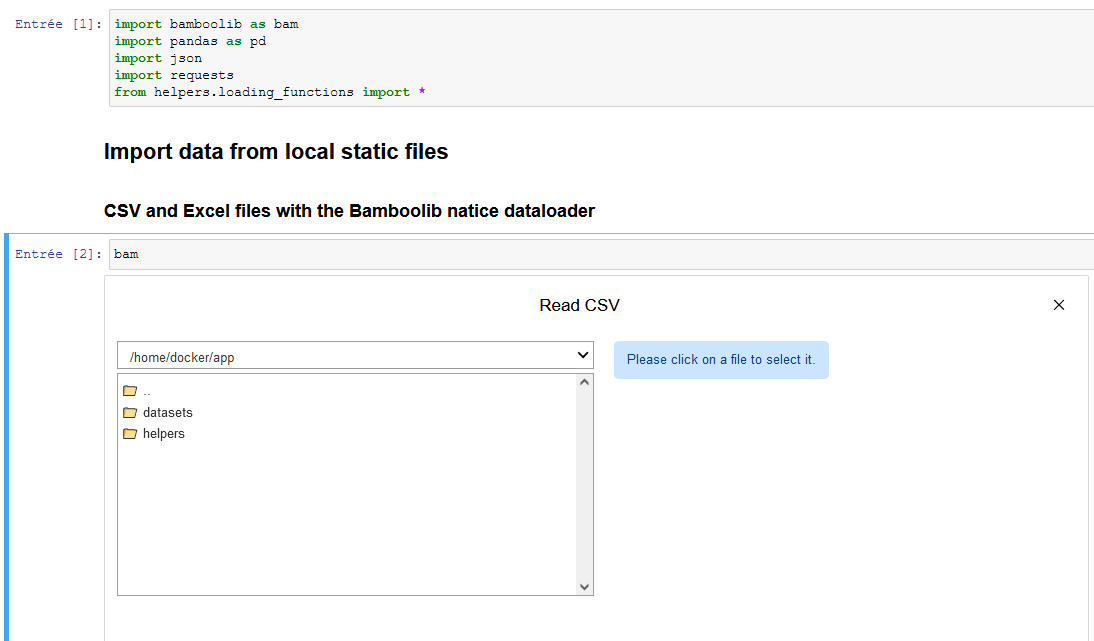 Entrée [1]: import bamboolib as bam
import pandas as pd
import json
import requests
from helpers.loading_functions import *
Import data from local static files
CSV and Excel files with the Bamboolib natice dataloader
Entrée [2]: bam
Read CSV
/home/docker/app
Please click on a file to select it.
..
datasets
helpers